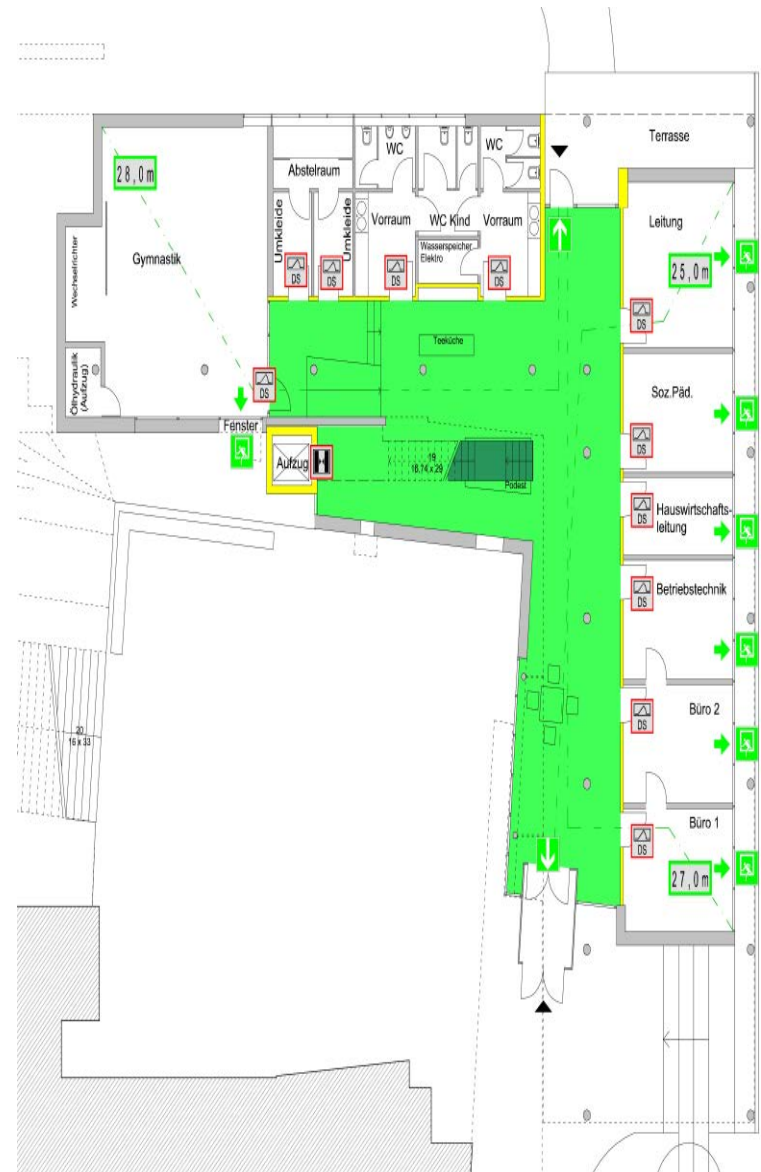 Terrasse
28,0m
Abstelraum
WC
WC
Umkleide
Umkleide
Vorraum
WC Kind
Vorraum
Leitung
Wechselrichter
Gymnastik
Wasserspeicher
Elektro
25,0m
DS
DS
DS
DS
DS
Teeküche
Ölhydraulik
(Aufzug)
DS
Soz.Päd.
Fenster
DS
Aufzug
19
16.74 x 29
Podest
Hauswirtschafts-
leitung
DS
Betriebstechnik
DS
Büro 2
DS
20
16 x 33
Büro 1
DS
27,0m